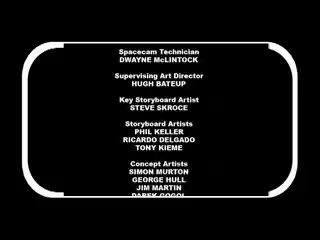 Spacecam Technician
DWAYNE McLINTOCK
Supervising Art Director
HUGH BATEUP
Key Storyboard Artist
STEVE SKROCE
Storyboard Artists
PHIL KELLER
RICARDO DELGADO
TONY KIEME
Concept Artists
SIMON MURTON
GEORGE HULL
JIM MARTIN